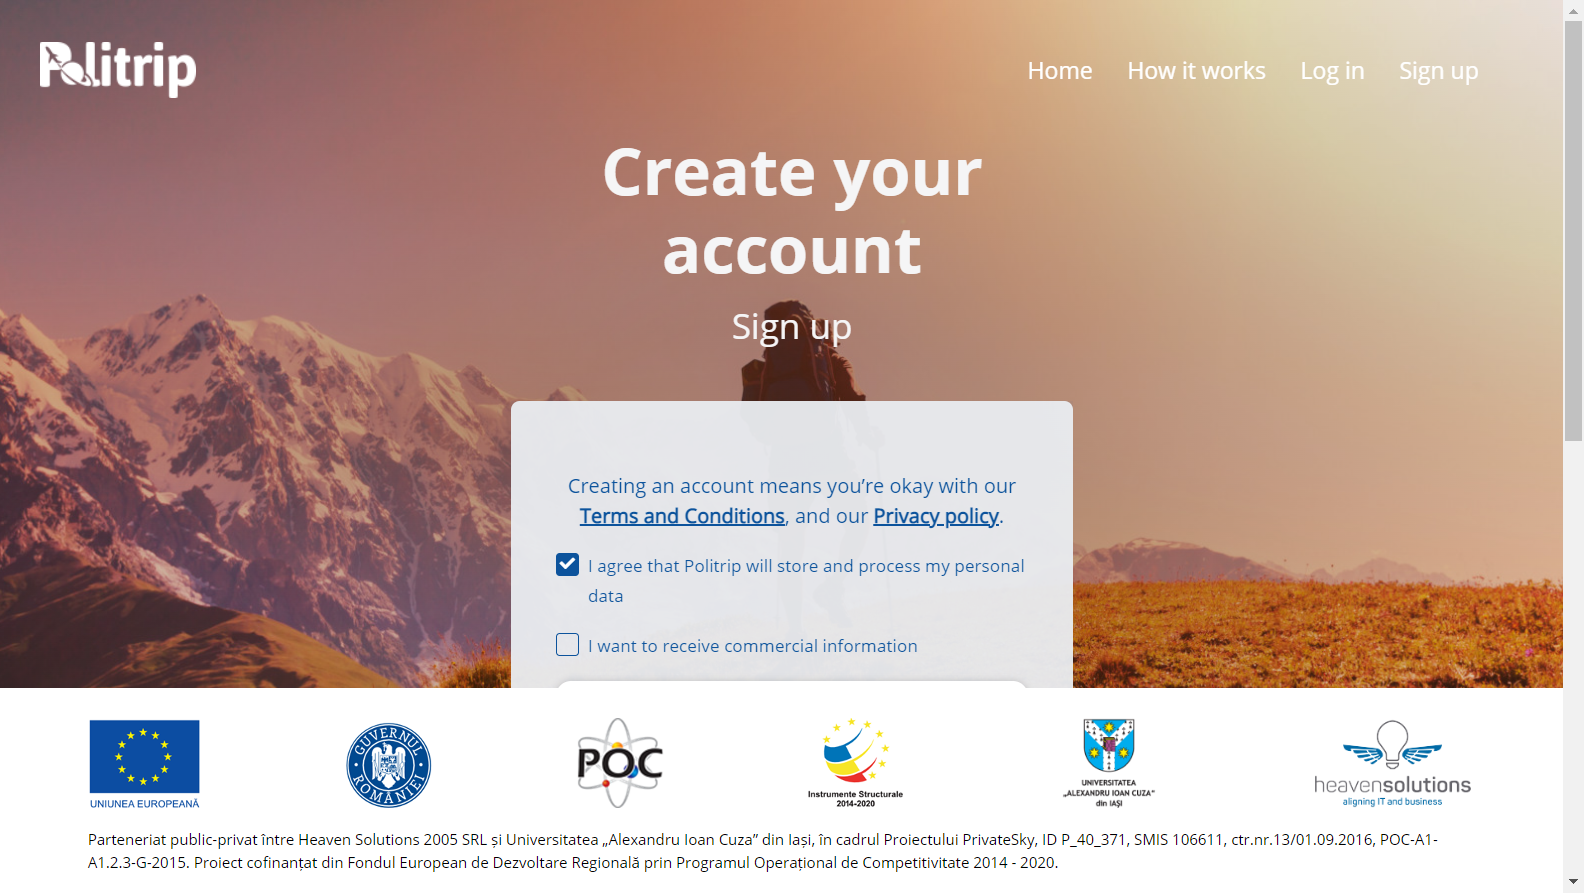 Politrip
Home How it works Log in Sign up
Create your
account
Sign up
Creating an account means you’re okay with our
Terms and Conditions, and our Privacy policy.
I agree that Politrip will store and process my personal
data
I want to receive commercial information
UNIUNEA EUROPEANĂ
GUVERNUL ROMÂNIEI
POC
Instrumente Structurale
2014-2020
UNIVERSITATEA
„ALEXANDRU IOAN CUZA”
din IAȘI
heavensolutions
aligning IT and business
Parteneriat public-privat între Heaven Solutions 2005 SRL și Universitatea „Alexandru Ioan Cuza” din Iași, în cadrul Proiectului PrivateSky, ID P_40_371, SMIS 106611, ctr.nr.13/01.09.2016, POC-A1-
A1.2.3-G-2015. Proiect cofinanțat din Fondul European de Dezvoltare Regională prin Programul Operațional de Competitivitate 2014 - 2020.